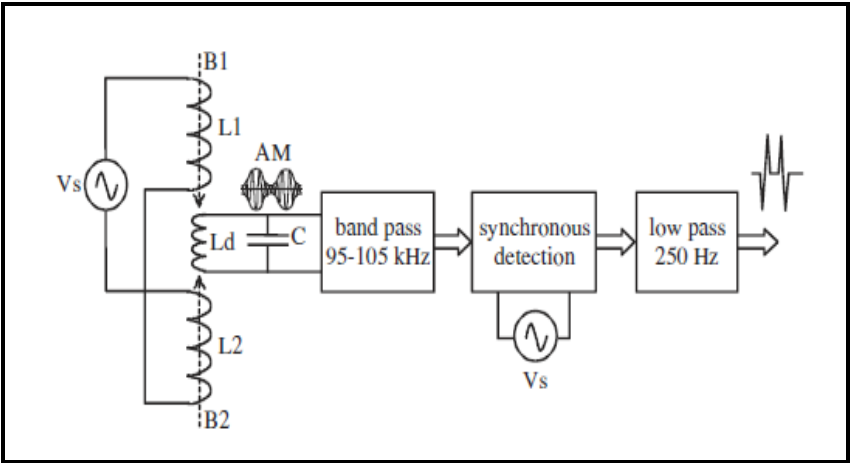 B1
L1
AM
Vs
Ld
C
band pass
95-105 kHz
synchronous
detection
low pass
250 Hz
L2
Vs
B2